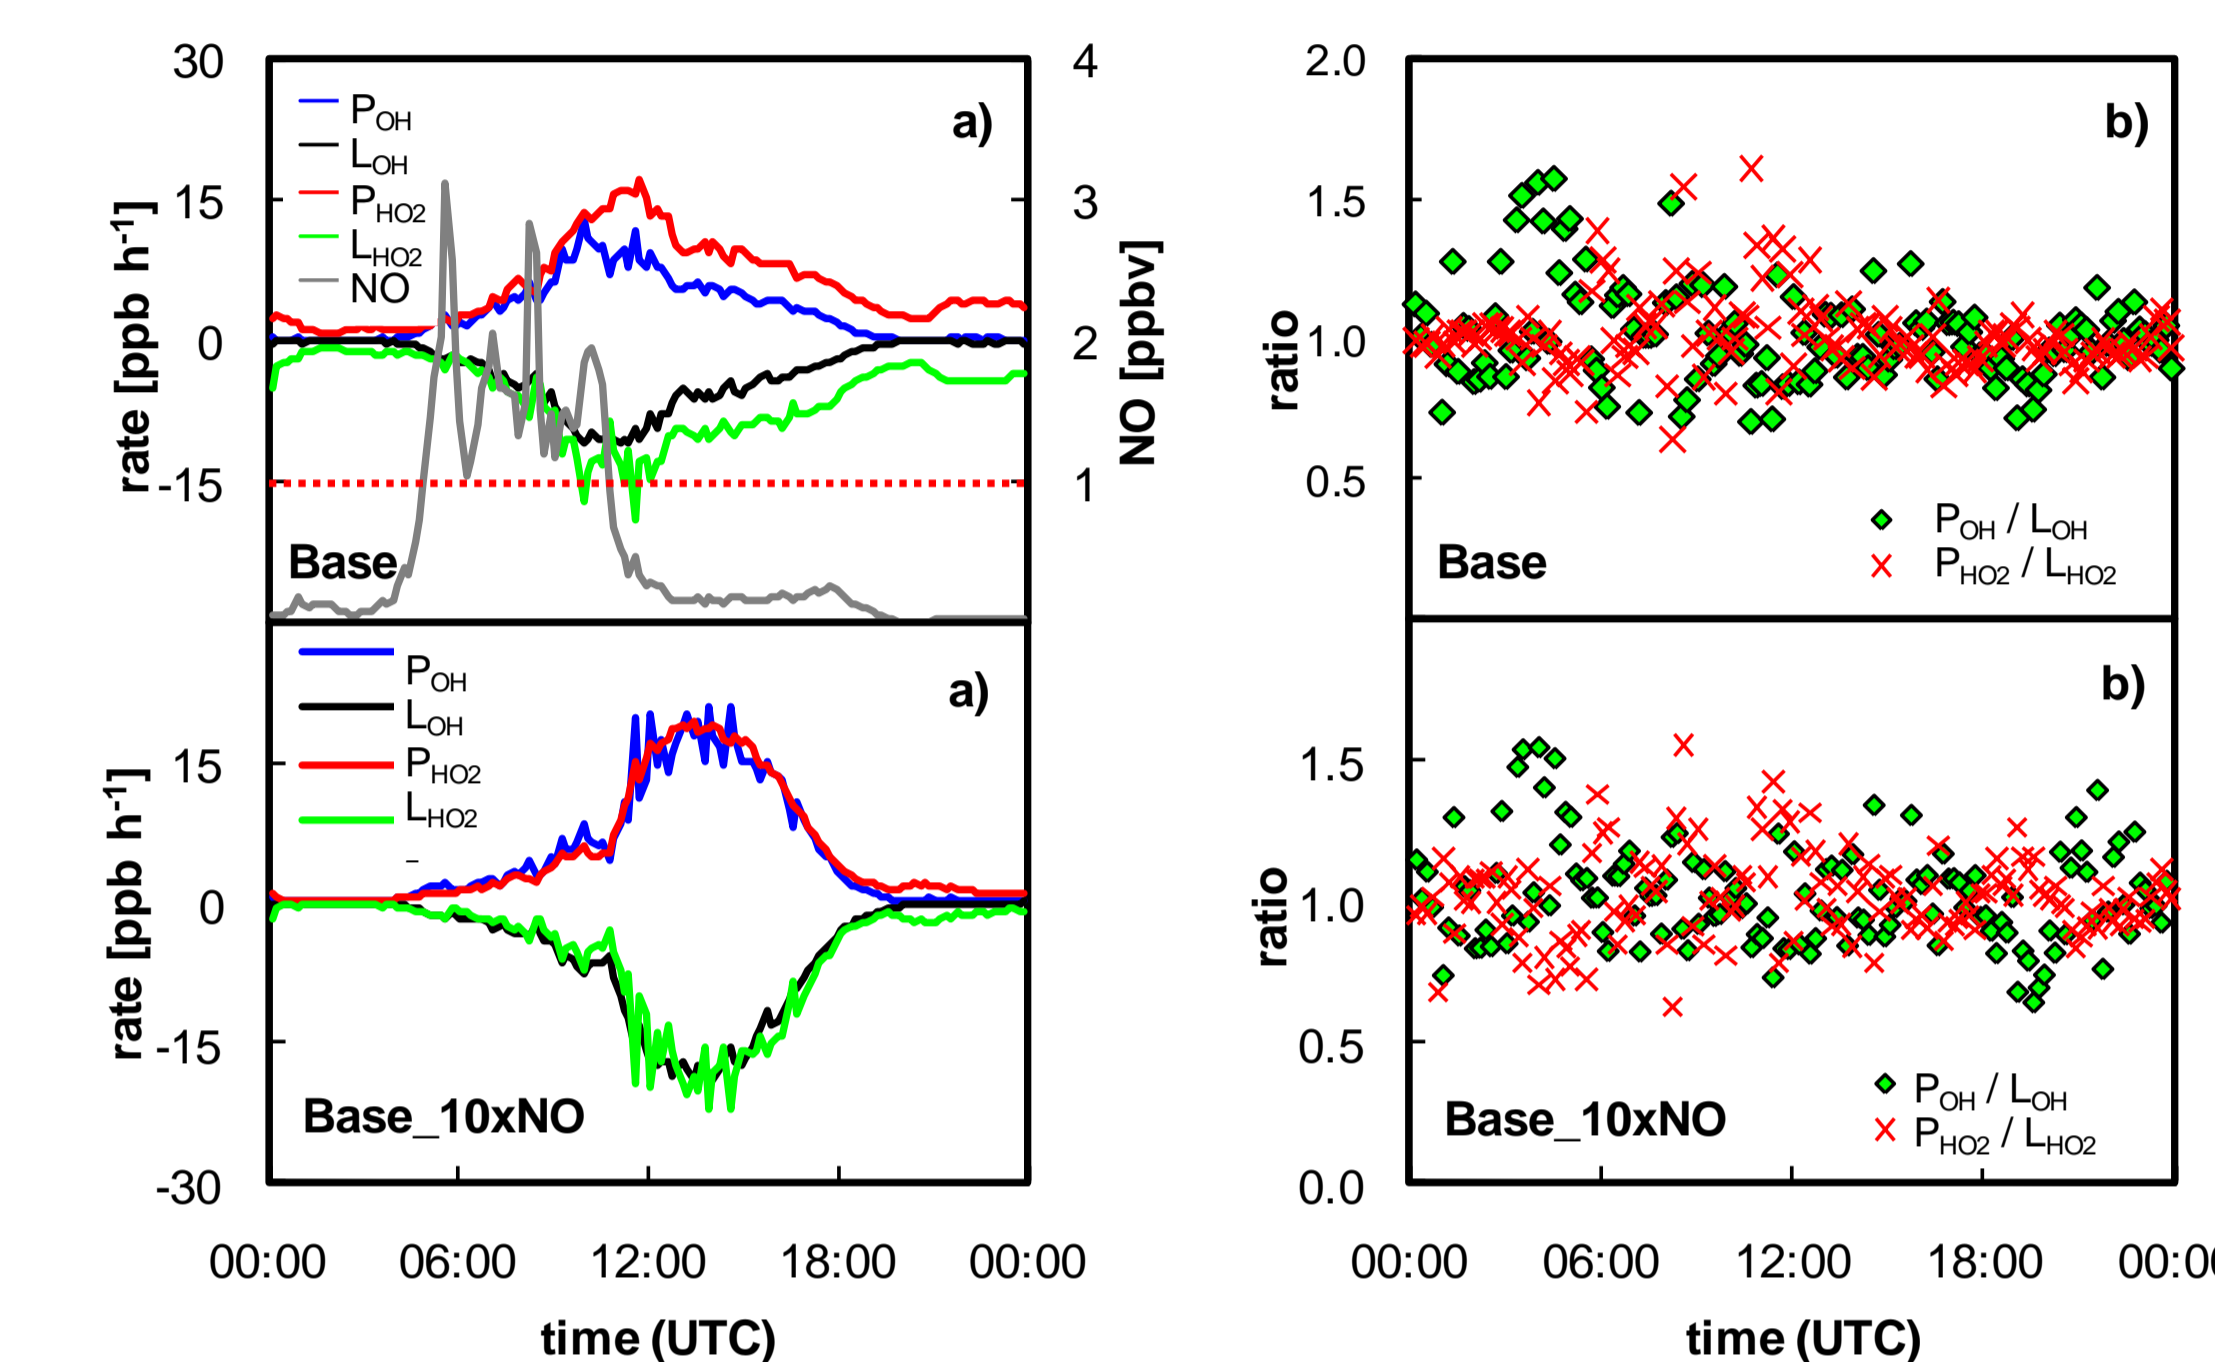 30
15
0
-15
rate [ppb h-1]
POH
LOH
PHO2
LHO2
NO
a)
Base
4
3
2
1
NO [ppbv]
2.0
1.5
1.0
0.5
ratio
b)
Base
POH / LOH
PHO2 / LHO2
15
0
-15
-30
rate [ppb h-1]
POH
LOH
PHO2
LHO2
a)
Base_10xNO
00:00
06:00
12:00
18:00
00:00
time (UTC)
1.5
1.0
0.5
0.0
ratio
b)
Base_10xNO
POH / LOH
PHO2 / LHO2
00:00
06:00
12:00
18:00
00:00
time (UTC)